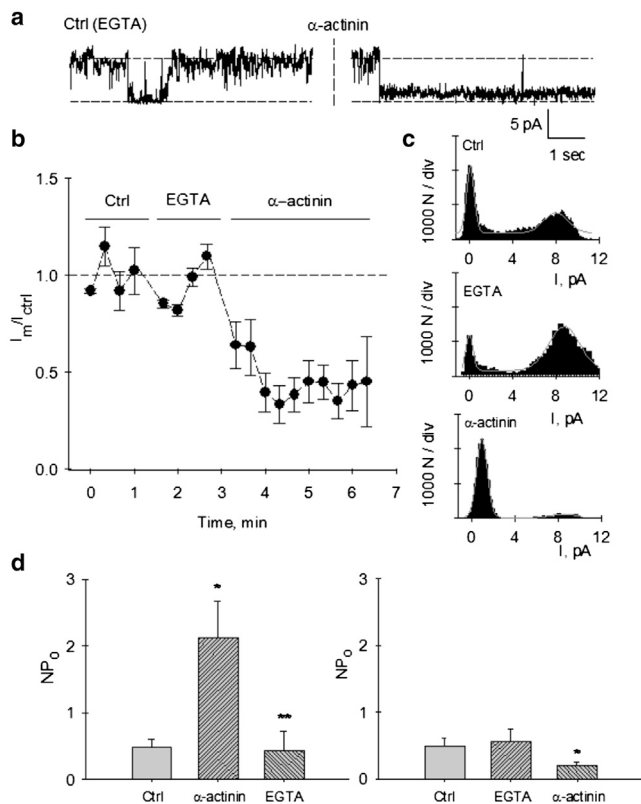 a
Ctrl (EGTA)
α-actinin
5 pA
1 sec
b
1.5
1.0
0.5
0.0
I_m/I_ctrl
Ctrl
EGTA
α–actinin
0 1 2 3 4 5 6 7
Time, min
c
Ctrl
1000 N / div
0 4 8 12
I, pA
EGTA
1000 N / div
0 4 8 12
I, pA
α-actinin
1000 N / div
0 4 8 12
I, pA
d
3
2
1
0
NPo
*
**
Ctrl α-actinin EGTA
3
2
1
0
NPo
*
Ctrl EGTA α-actinin